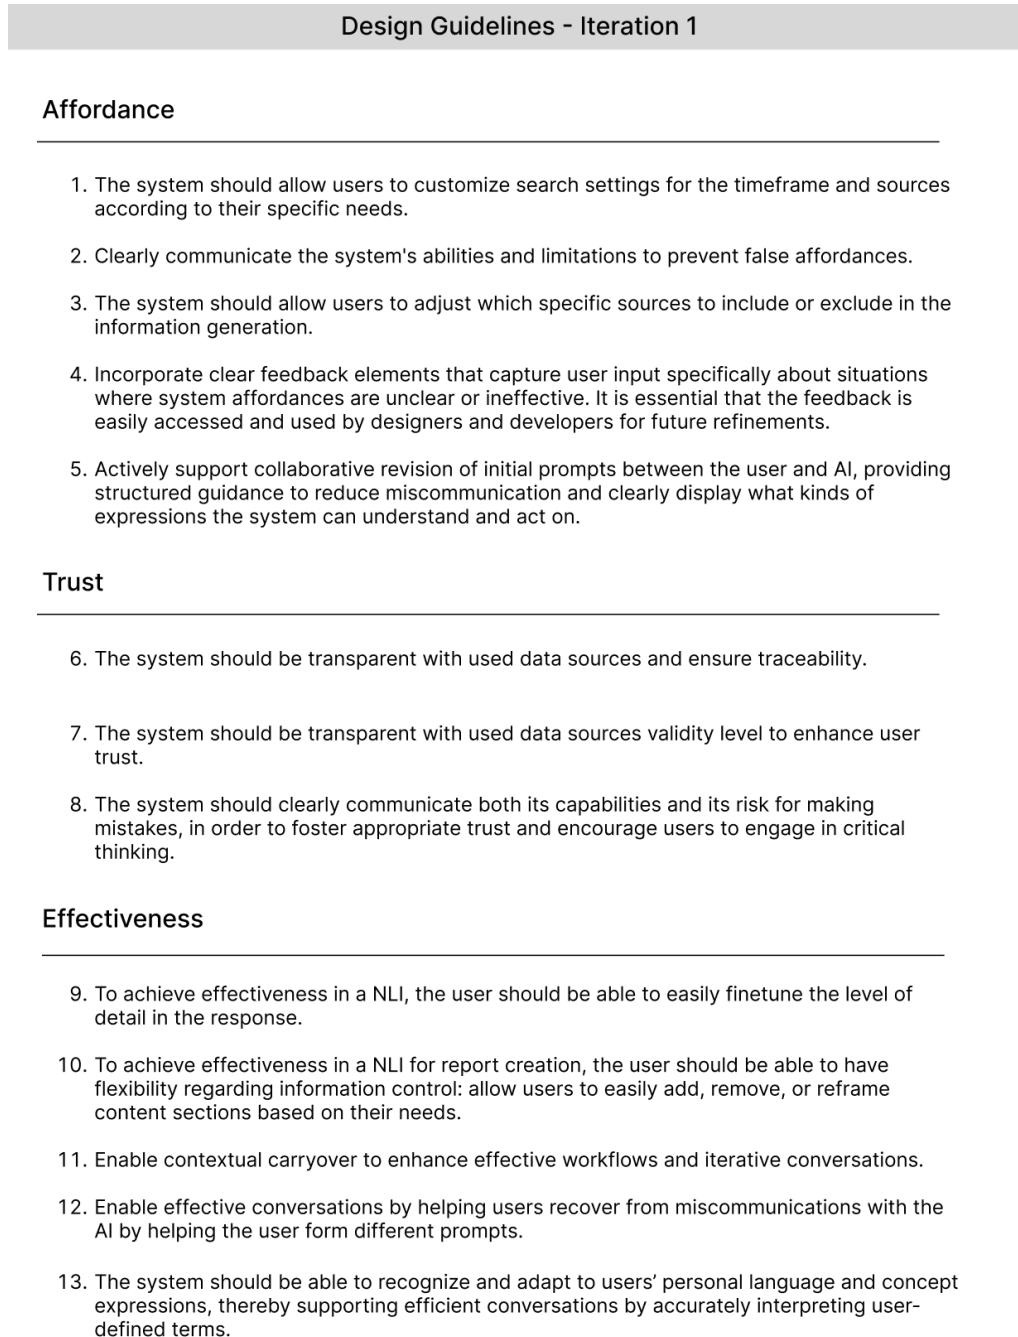 Design Guidelines - Iteration 1
Affordance
1. The system should allow users to customize search settings for the timeframe and sources
according to their specific needs.
2. Clearly communicate the system's abilities and limitations to prevent false affordances.
3. The system should allow users to adjust which specific sources to include or exclude in the
information generation.
4. Incorporate clear feedback elements that capture user input specifically about situations
where system affordances are unclear or ineffective. It is essential that the feedback is
easily accessed and used by designers and developers for future refinements.
5. Actively support collaborative revision of initial prompts between the user and AI, providing
structured guidance to reduce miscommunication and clearly display what kinds of
expressions the system can understand and act on.
Trust
6. The system should be transparent with used data sources and ensure traceability.
7. The system should be transparent with used data sources validity level to enhance user
trust.
8. The system should clearly communicate both its capabilities and its risk for making
mistakes, in order to foster appropriate trust and encourage users to engage in critical
thinking.
Effectiveness
9. To achieve effectiveness in a NLI, the user should be able to easily finetune the level of
detail in the response.
10. To achieve effectiveness in a NLI for report creation, the user should be able to have
flexibility regarding information control: allow users to easily add, remove, or reframe
content sections based on their needs.
11. Enable contextual carryover to enhance effective workflows and iterative conversations.
12. Enable effective conversations by helping users recover from miscommunications with the
AI by helping the user form different prompts.
13. The system should be able to recognize and adapt to users’ personal language and concept
expressions, thereby supporting efficient conversations by accurately interpreting user-
defined terms.